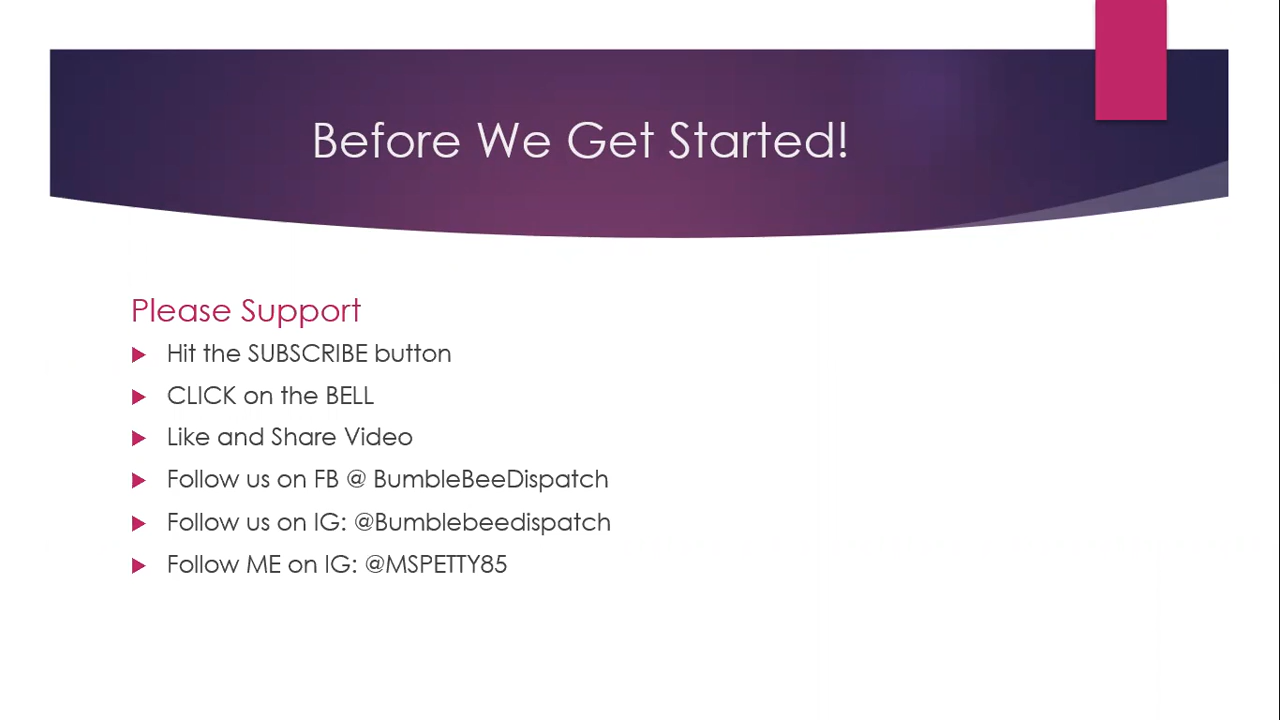 Before We Get Started!
Please Support
Hit the SUBSCRIBE button
CLICK on the BELL
Like and Share Video
Follow us on FB @ BumbleBeeDispatch
Follow us on IG: @Bumblebeedispatch
Follow ME on IG: @MSPETTY85